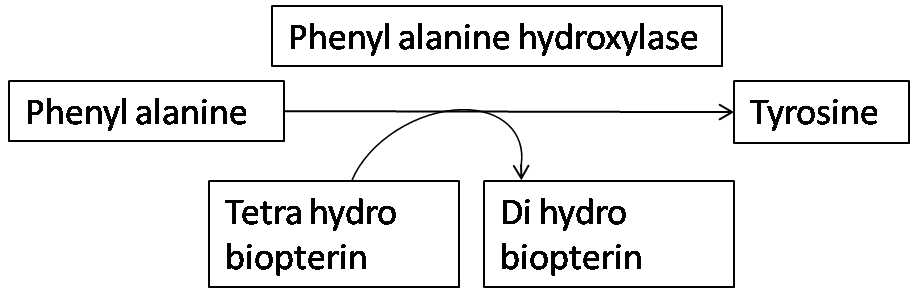 Phenyl alanine hydroxylase
Phenyl alanine
Tyrosine
Tetra hydro
biopterin
Di hydro
biopterin